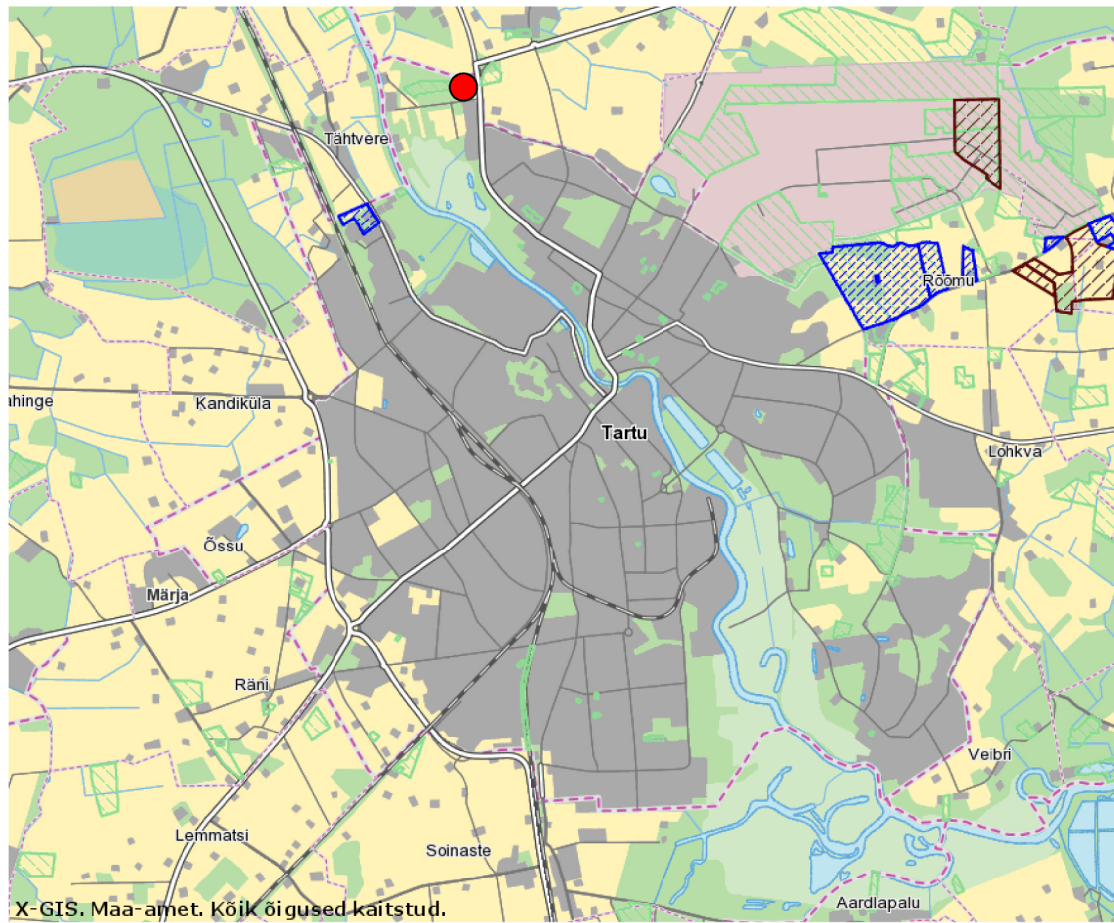 Tähtvere
Rõõmu
ahinge
Kandiküla
Tartu
Lohkva
Õssu
Märja
Räni
Veibri
Lemmatsi
Soinaste
Aardlapalu
X-GIS. Maa-amet. Kõik õigused kaitstud.